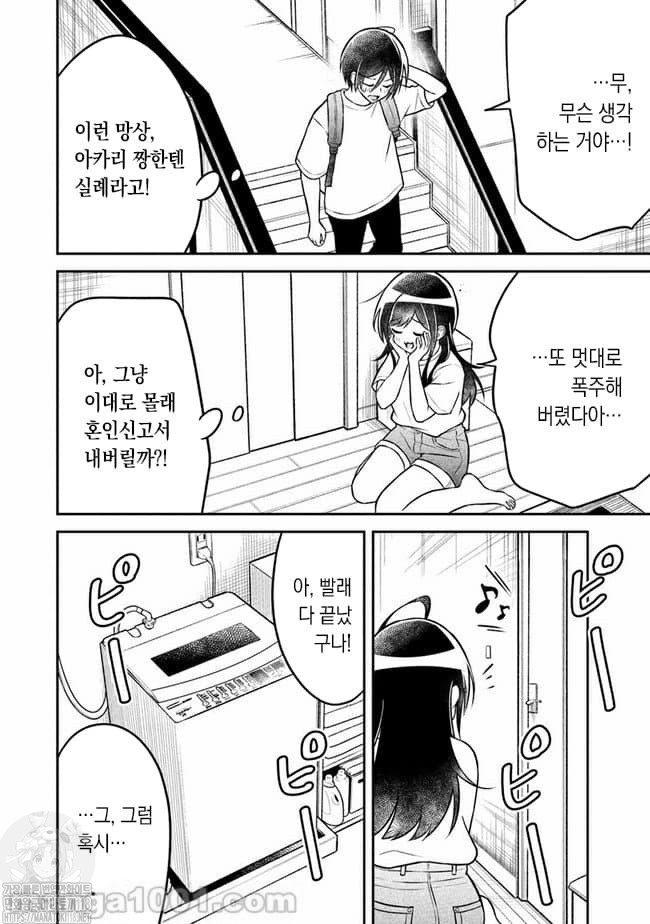 …무,
무슨 생각
하는 거야…!
이런 망상,
아카리 짱한텐
실례라고!
…또 멋대로
폭주해
버렸다아…
아, 그냥
이대로 몰래
혼인신고서
내버릴까?!
ピー
아, 빨래
다 끝났
구나!
ピー
ピー
ピー
…그, 그럼
혹시…
nga1001.com